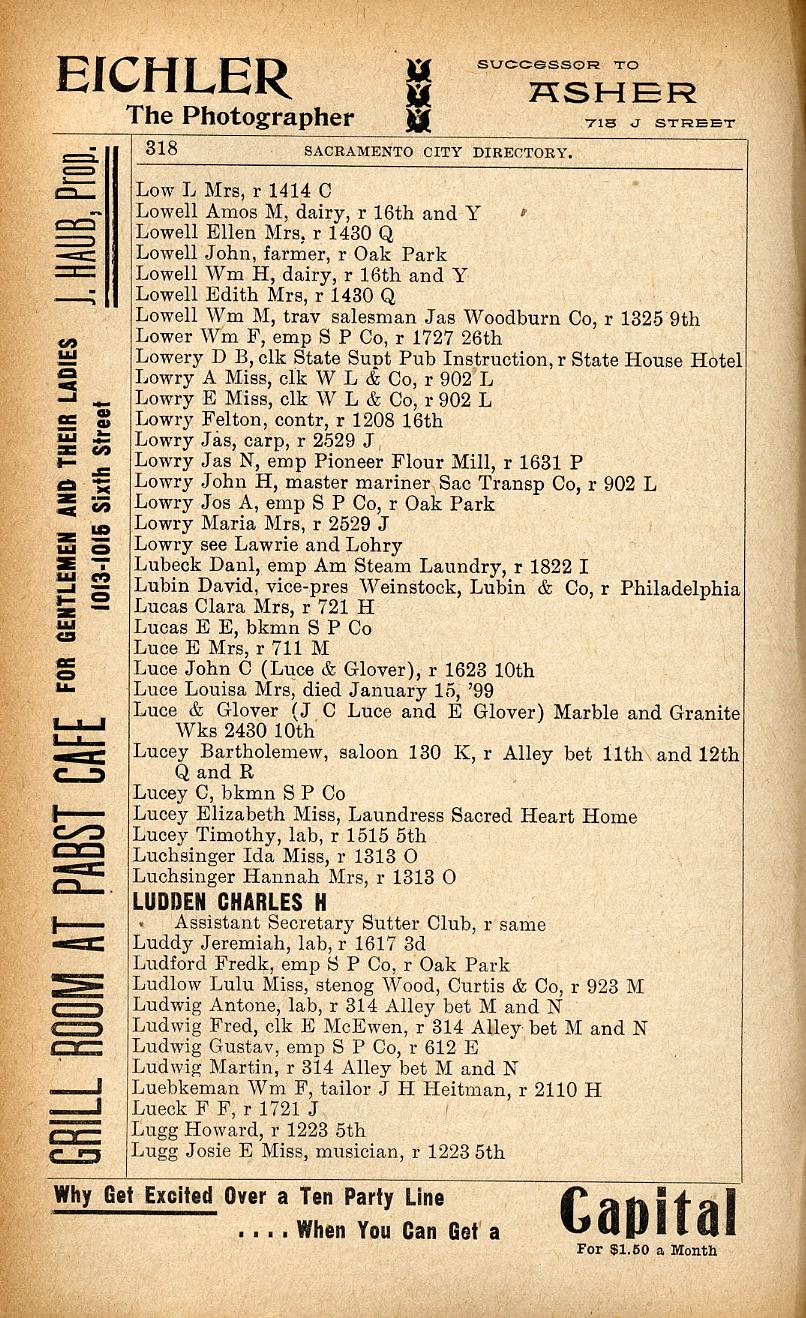 EICHLER
The Photographer
SUCCESSOR TO
ASHER
718 J STREET
GRILL ROOM AT PABST CAFE FOR GENTLEMEN AND THEIR LADIES J. HAUB, Prop.
1013-1015 Sixth Street
318 SACRAMENTO CITY DIRECTORY.
Low L Mrs, r 1414 C
Lowell Amos M, dairy, r 16th and Y
Lowell Ellen Mrs, r 1430 Q
Lowell John, farmer, r Oak Park
Lowell Wm H, dairy, r 16th and Y
Lowell Edith Mrs, r 1430 Q
Lowell Wm M, trav salesman Jas Woodburn Co, r 1325 9th
Lower Wm F, emp S P Co, r 1727 26th
Lowery D B, clk State Supt Pub Instruction, r State House Hotel
Lowry A Miss, clk W L & Co, r 902 L
Lowry E Miss, clk W L & Co, r 902 L
Lowry Felton, contr, r 1208 16th
Lowry Jas, carp, r 2529 J
Lowry Jas N, emp Pioneer Flour Mill, r 1631 P
Lowry John H, master mariner Sac Transp Co, r 902 L
Lowry Jos A, emp S P Co, r Oak Park
Lowry Maria Mrs, r 2529 J
Lowry see Lawrie and Lohry
Lubeck Danl, emp Am Steam Laundry, r 1822 I
Lubin David, vice-pres Weinstock, Lubin & Co, r Philadelphia
Lucas Clara Mrs, r 721 H
Lucas E E, bkmn S P Co
Luce E Mrs, r 711 M
Luce John C (Luce & Glover), r 1623 10th
Luce Louisa Mrs, died January 15, '99
Luce & Glover (J C Luce and E Glover) Marble and Granite
Wks 2430 10th
Lucey Bartholemew, saloon 130 K, r Alley bet 11th and 12th
Q and R
Lucey C, bkmn S P Co
Lucey Elizabeth Miss, Laundress Sacred Heart Home
Lucey Timothy, lab, r 1515 5th
Luchsinger Ida Miss, r 1313 O
Luchsinger Hannah Mrs, r 1313 O
LUDDEN CHARLES H
Assistant Secretary Sutter Club, r same
Luddy Jeremiah, lab, r 1617 3d
Ludford Fredk, emp S P Co, r Oak Park
Ludlow Lulu Miss, stenog Wood, Curtis & Co, r 923 M
Ludwig Antone, lab, r 314 Alley bet M and N
Ludwig Fred, clk E McEwen, r 314 Alley bet M and N
Ludwig Gustav, emp S P Co, r 612 E
Ludwig Martin, r 314 Alley bet M and N
Luebkeman Wm F, tailor J H Heitman, r 2110 H
Lueck F F, r 1721 J
Lugg Howard, r 1223 5th
Lugg Josie E Miss, musician, r 1223 5th
Why Get Excited Over a Ten Party Line
.... When You Can Get a
Capital
For $1.50 a Month